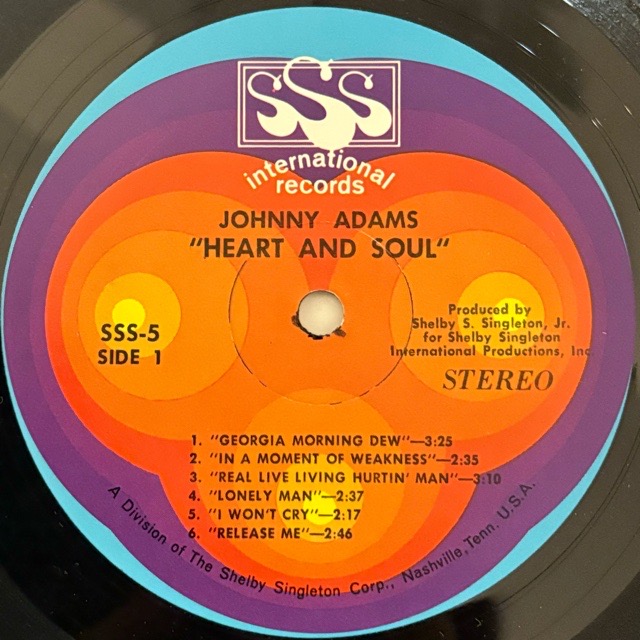 SSS
international
records
JOHNNY ADAMS
"HEART AND SOUL"
SSS-5
SIDE 1
Produced by
Shelby S. Singleton, Jr.
for Shelby Singleton
International Productions, Inc.
STEREO
1. "GEORGIA MORNING DEW"—3:25
2. "IN A MOMENT OF WEAKNESS"—2:35
3. "REAL LIVE LIVING HURTIN' MAN"—3:10
4. "LONELY MAN"—2:37
5. "I WON'T CRY"—2:17
6. "RELEASE ME"—2:46
A Division of The Shelby Singleton Corp., Nashville, Tenn. U.S.A.